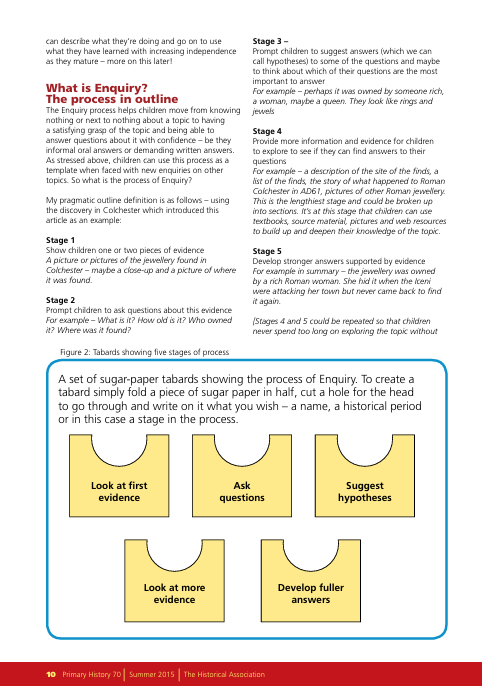 can describe what they're doing and go on to use
what they have learned with increasing independence
as they mature – more on this later!
What is Enquiry?
The process in outline
The Enquiry process helps children move from knowing
nothing or next to nothing about a topic to having
a satisfying grasp of the topic and being able to
answer questions about it with confidence – be they
informal oral answers or demanding written answers.
As stressed above, children can use this process as a
template when faced with new enquiries on other
topics. So what is the process of Enquiry?
My pragmatic outline definition is as follows – using
the discovery in Colchester which introduced this
article as an example:
Stage 1
Show children one or two pieces of evidence
A picture or pictures of the jewellery found in
Colchester – maybe a close-up and a picture of where
it was found.
Stage 2
Prompt children to ask questions about this evidence
For example – What is it? How old is it? Who owned
it? Where was it found?
Stage 3 –
Prompt children to suggest answers (which we can
call hypotheses) to some of the questions and maybe
to think about which of their questions are the most
important to answer
For example – perhaps it was owned by someone rich,
a woman, maybe a queen. They look like rings and
jewels
Stage 4
Provide more information and evidence for children
to explore to see if they can find answers to their
questions
For example – a description of the site of the finds, a
list of the finds, the story of what happened to Roman
Colchester in AD61, pictures of other Roman jewellery.
This is the lengthiest stage and could be broken up
into sections. It's at this stage that children can use
textbooks, source material, pictures and web resources
to build up and deepen their knowledge of the topic.
Stage 5
Develop stronger answers supported by evidence
For example in summary – the jewellery was owned
by a rich Roman woman. She hid it when the Iceni
were attacking her town but never came back to find
it again.
[Stages 4 and 5 could be repeated so that children
never spend too long on exploring the topic without
Figure 2: Tabards showing five stages of process
A set of sugar-paper tabards showing the process of Enquiry. To create a
tabard simply fold a piece of sugar paper in half, cut a hole for the head
to go through and write on it what you wish – a name, a historical period
or in this case a stage in the process.
Look at first
evidence
Ask
questions
Suggest
hypotheses
Look at more
evidence
Develop fuller
answers
10 Primary History 70 | Summer 2015 | The Historical Association